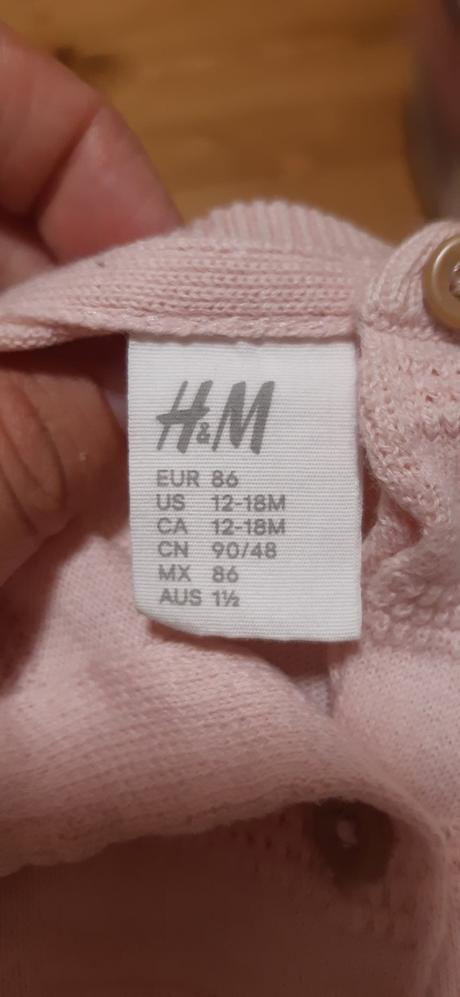 H&M
EUR 86
US 12-18M
CA 12-18M
CN 90/48
MX 86
AUS 1½